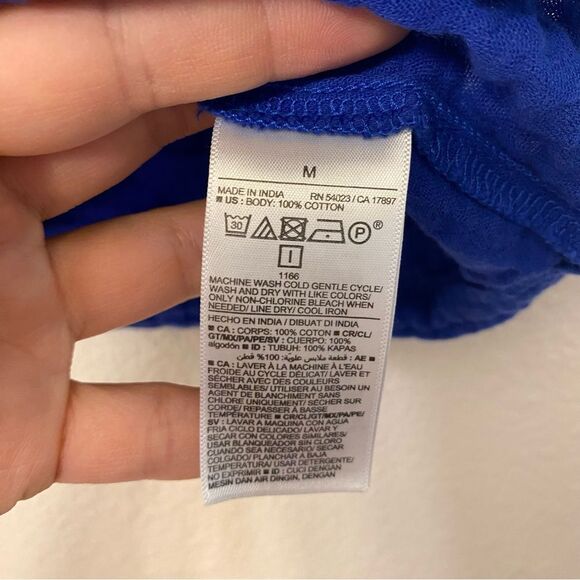 M
MADE IN INDIA RN 54023 / CA 17897
■ US : BODY: 100% COTTON
30 P ®
I
1166
MACHINE WASH COLD GENTLE CYCLE/
WASH AND DRY WITH LIKE COLORS/
ONLY NON-CHLORINE BLEACH WHEN
NEEDED/ LINE DRY/ COOL IRON
HECHO EN INDIA / DIBUAT DI INDIA
■ CA : CORPS: 100% COTON ■ CR/CL/
GT/MX/PA/PE/SV : CUERPO: 100%
algodón ■ ID : TUBUH: 100% KAPAS
■ AE : قطعة ملابس علوية: 100% قطن
■ CA : LAVER À LA MACHINE À L'EAU
FROIDE AU CYCLE DÉLICAT/ LAVER ET
SÉCHER AVEC DES COULEURS
SEMBLABLES/ UTILISER AU BESOIN UN
AGENT DE BLANCHIMENT SANS
CHLORE UNIQUEMENT/ SÉCHER SUR
CORDE/ REPASSER À BASSE
TEMPÉRATURE ■ CR/CL/GT/MX/PA/PE/
SV : LAVAR A MAQUINA CON AGUA
FRIA CICLO DELICADO/ LAVAR Y
SECAR CON COLORES SIMILARES/
USAR BLANQUEADOR SIN CLORO
CUANDO SEA NECESARIO/ SECAR
COLGADO/ PLANCHAR A BAJA
TEMPERATURA/ USAR DETERGENTE/
NO EXPRIMIR ■ ID : CUCI DENGAN
MESIN DAN AIR DINGIN, DENGAN